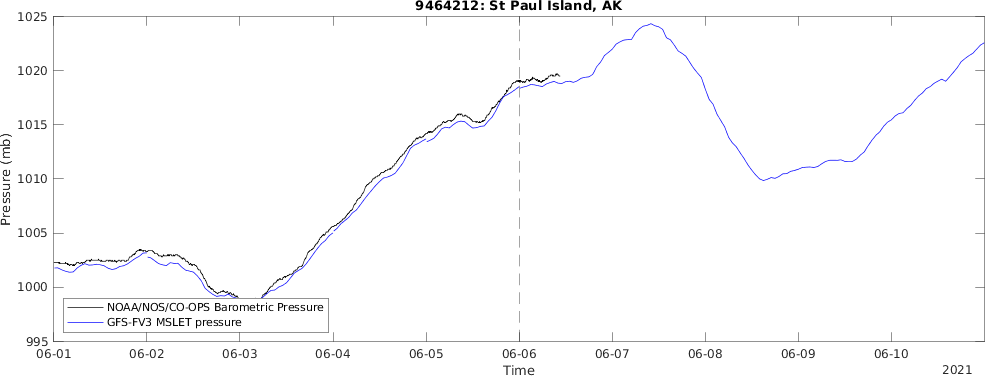 9464212: St Paul Island, AK
Pressure (mb)
1025
1020
1015
1010
1005
1000
995
NOAA/NOS/CO-OPS Barometric Pressure
GFS-FV3 MSLET pressure
06-01 06-02 06-03 06-04 06-05 06-06 06-07 06-08 06-09 06-10
Time
2021